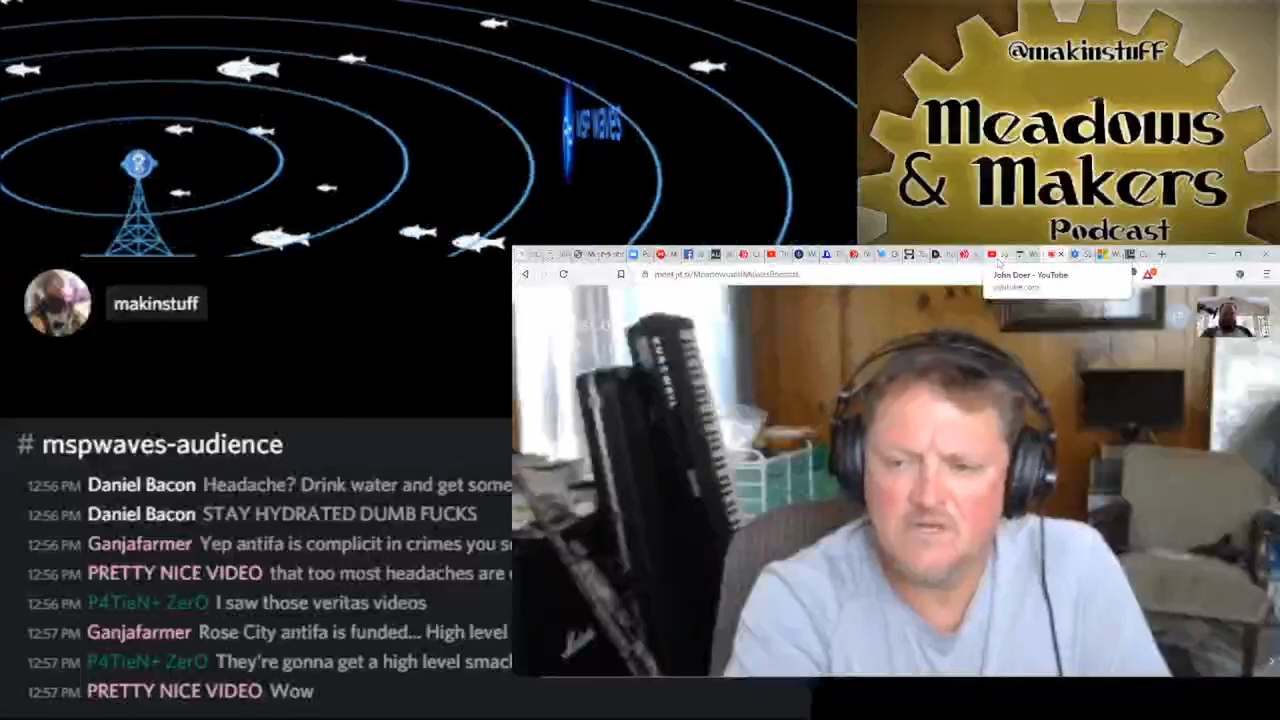 @makinstuff
Meadows
& Makers
Podcast
MSP waves
makinstuff
John Doer - YouTube
youtube.com
# mspwaves-audience
12:56 PM Daniel Bacon Headache? Drink water and get some
12:56 PM Daniel Bacon STAY HYDRATED DUMB FUCKS
12:56 PM Ganjafarmer Yep antifa is complicit in crimes you s
12:56 PM PRETTY NICE VIDEO that too most headaches are
12:56 PM P4TieN+ ZerO I saw those veritas videos
12:57 PM Ganjafarmer Rose City antifa is funded... High level
12:57 PM P4TieN+ ZerO They're gonna get a high level smac
12:57 PM PRETTY NICE VIDEO Wow